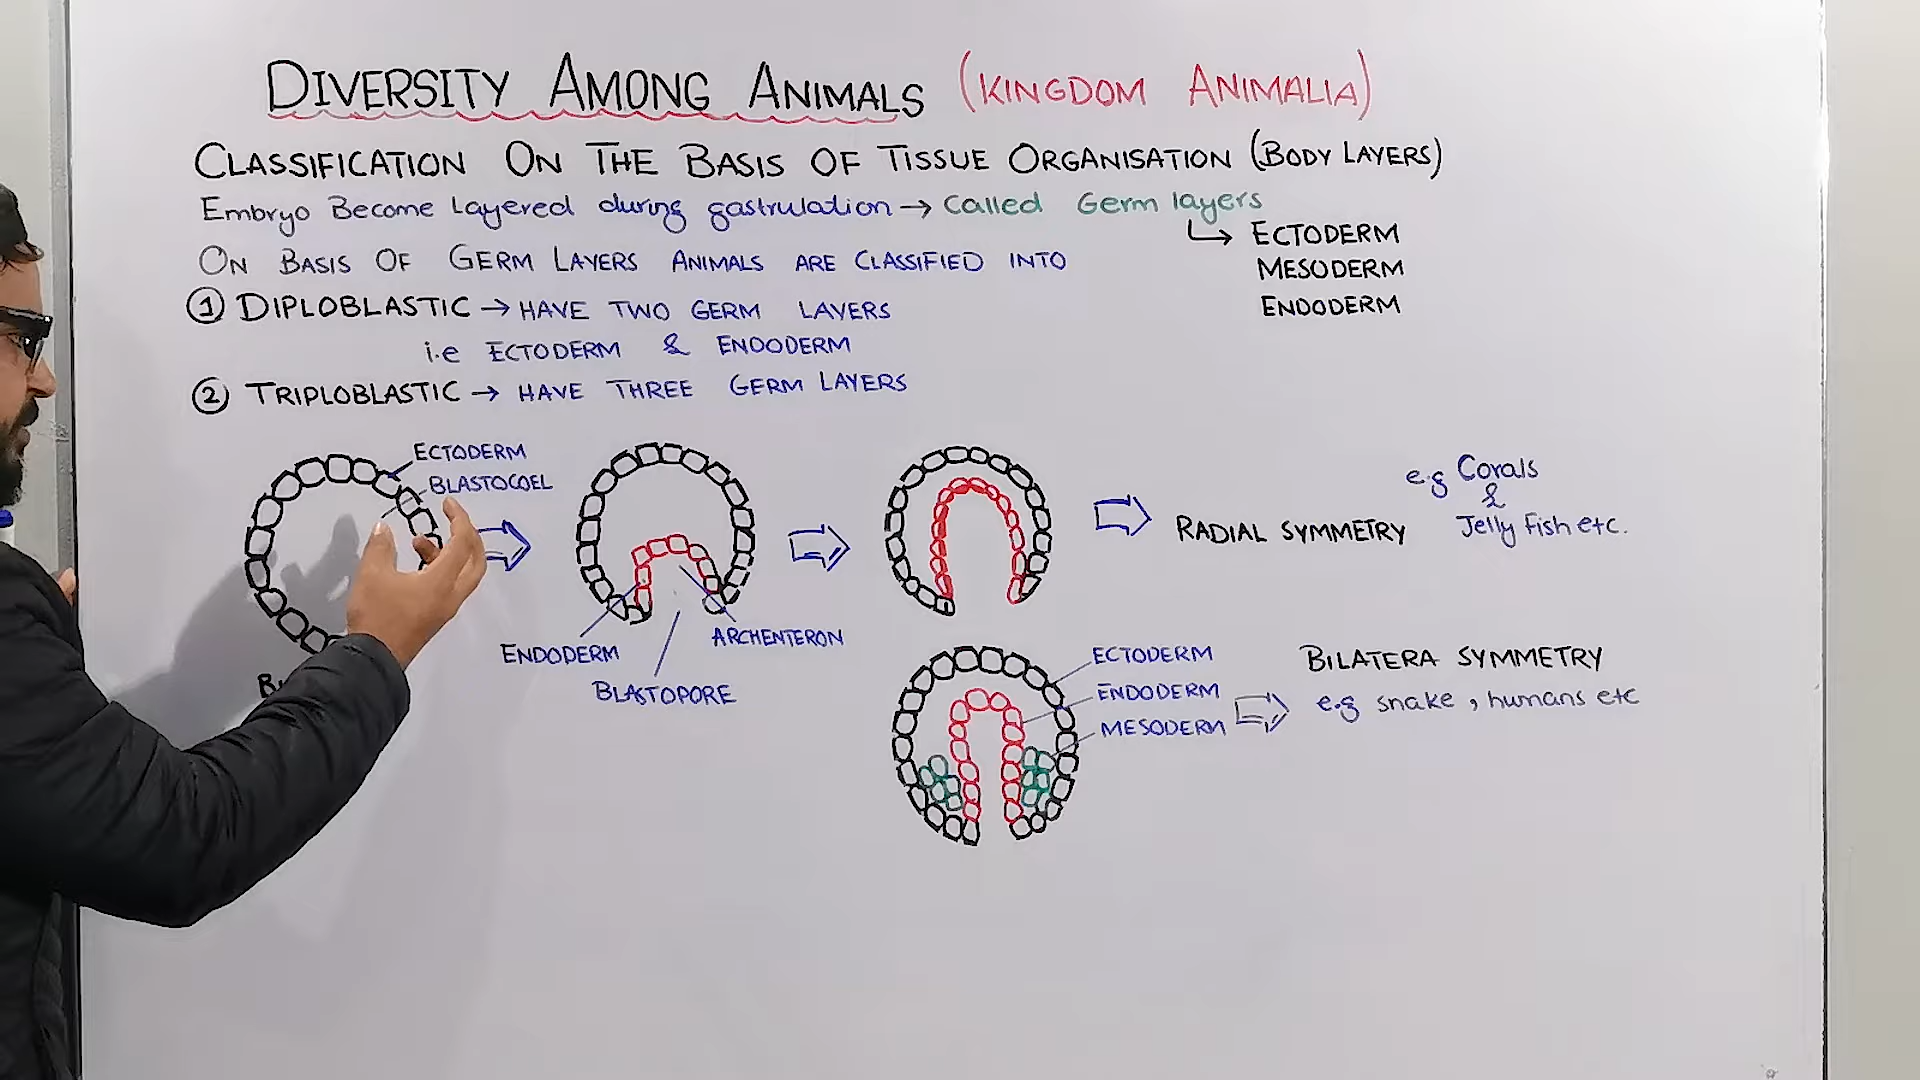 DIVERSITY AMONG ANIMALS (KINGDOM ANIMALIA)
CLASSIFICATION ON THE BASIS OF TISSUE ORGANISATION (BODY LAYERS)
Embryo Become Layered during gastrulation → Called Germ layers
↳ ECTODERM
MESODERM
ENDODERM
ON BASIS OF GERM LAYERS ANIMALS ARE CLASSIFIED INTO
① DIPLOBLASTIC → HAVE TWO GERM LAYERS
i.e ECTODERM & ENDODERM
② TRIPLOBLASTIC → HAVE THREE GERM LAYERS
ECTODERM
BLASTOCOEL
ENDODERM
BLASTOPORE
ARCHENTERON
RADIAL SYMMETRY
e.g Corals
&
Jelly fish etc.
ECTODERM
ENDODERM
MESODERM
BILATERA SYMMETRY
e.g snake, humans etc